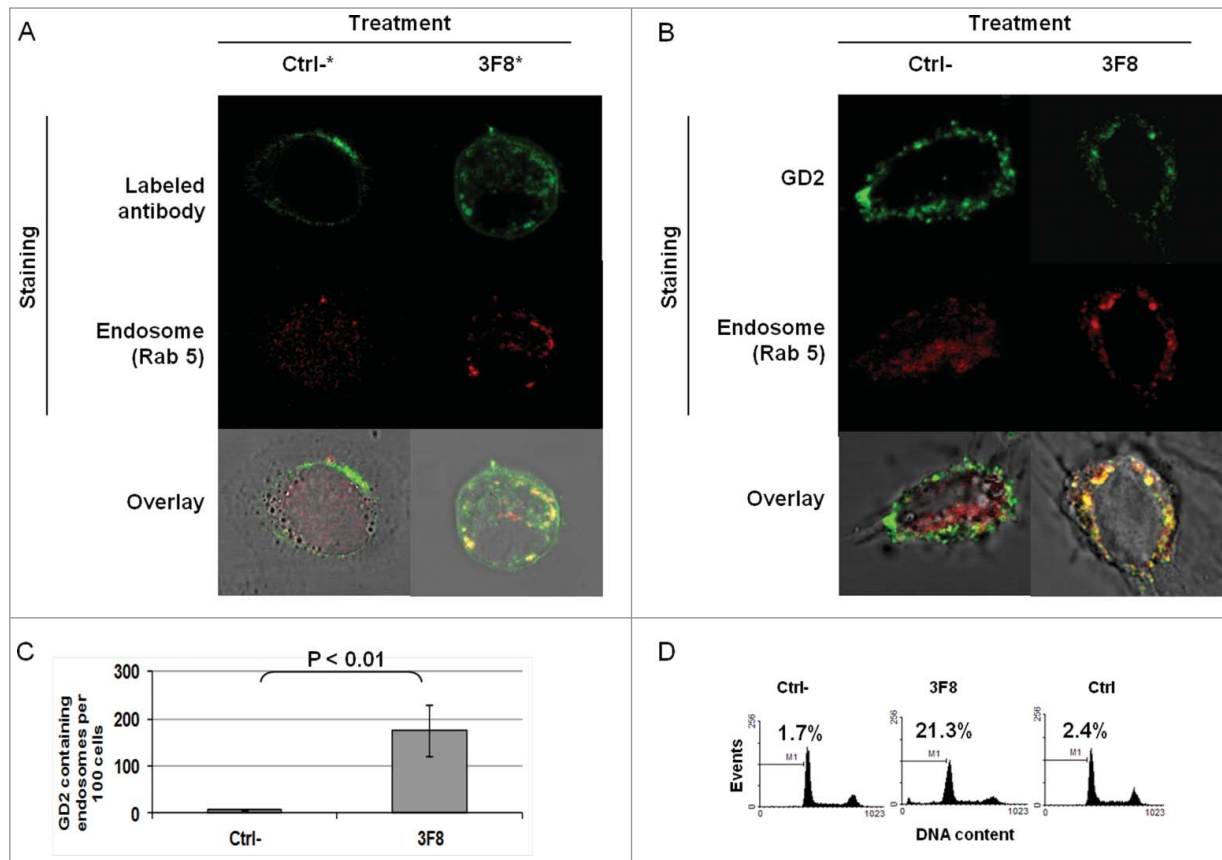 A
Treatment
Ctrl-*
3F8*
Staining
Labeled
antibody
Endosome
(Rab 5)
Overlay
B
Treatment
Ctrl-
3F8
Staining
GD2
Endosome
(Rab 5)
Overlay
C
P < 0.01
GD2 containing
endosomes per
100 cells
300
200
100
0
Ctrl-
3F8
D
Ctrl-
3F8
Ctrl
Events
256
1.7%
M1
0
0
1023
256
21.3%
M1
0
0
1023
256
2.4%
M1
0
0
1023
DNA content